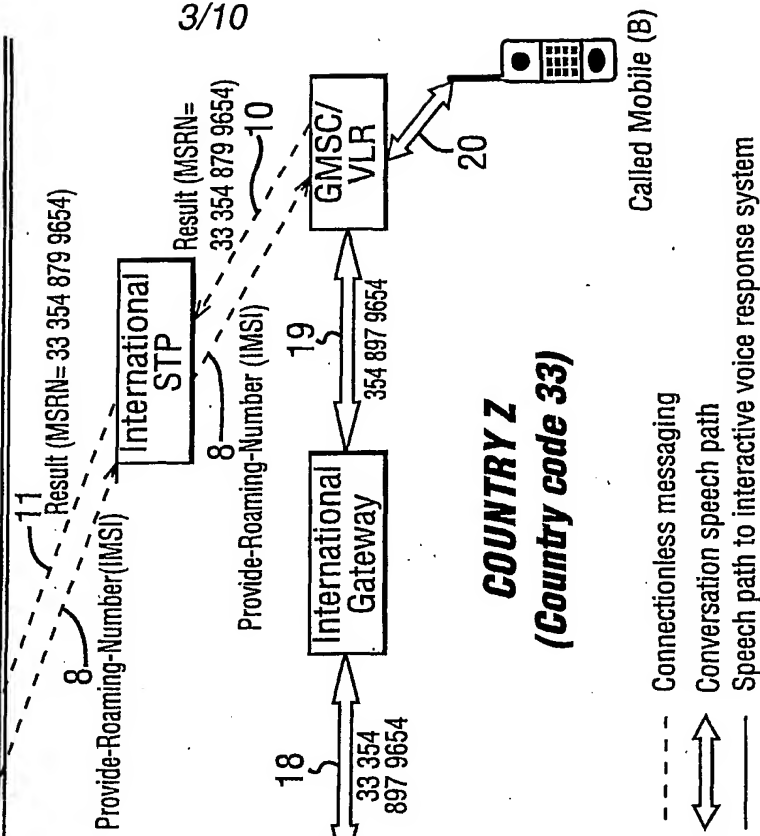 3/10
11
Result (MSRN= 33 354 879 9654)
8
Provide-Roaming-Number(IMSI)
International
STP
Result (MSRN=
33 354 879 9654)
10
8
Provide-Roaming-Number (IMSI)
GMSC/
VLR
18
33 354
897 9654
International
Gateway
19
354 897 9654
20
Called Mobile (B)
COUNTRY Z
(Country code 33)
Connectionless messaging
Conversation speech path
Speech path to interactive voice response system